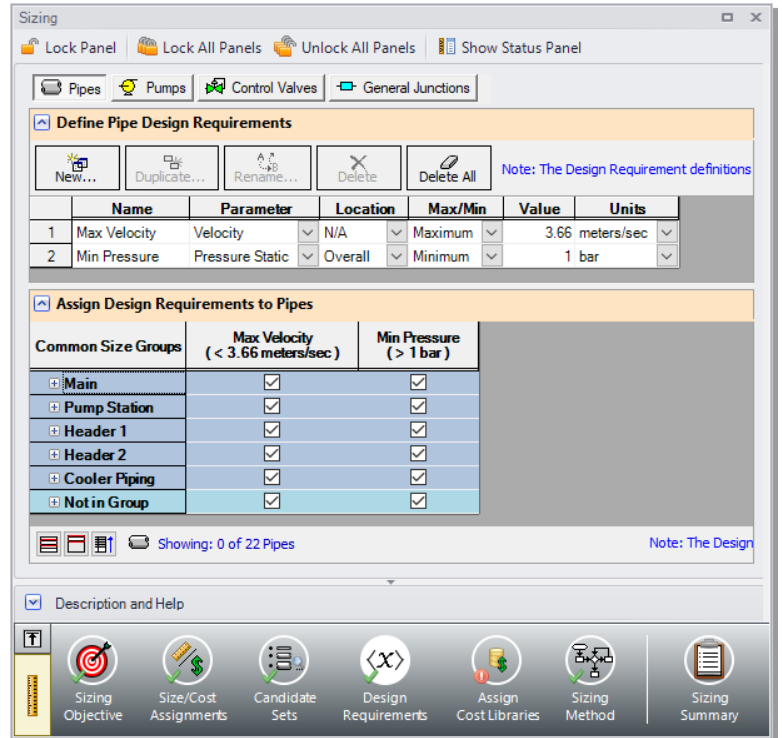 Sizing
Lock Panel Lock All Panels Unlock All Panels Show Status Panel
Pipes Pumps Control Valves General Junctions
Define Pipe Design Requirements
New... Duplicate... Rename... Delete Delete All Note: The Design Requirement definitions
Name Parameter Location Max/Min Value Units
1 Max Velocity Velocity N/A Maximum 3.66 meters/sec
2 Min Pressure Pressure Static Overall Minimum 1 bar
Assign Design Requirements to Pipes
Common Size Groups Max Velocity Min Pressure
( < 3.66 meters/sec ) ( > 1 bar )
Main
Pump Station
Header 1
Header 2
Cooler Piping
Not in Group
Showing: 0 of 22 Pipes Note: The Design
Description and Help
Sizing Size/Cost Candidate Design Assign Sizing Sizing
Objective Assignments Sets Requirements Cost Libraries Method Summary